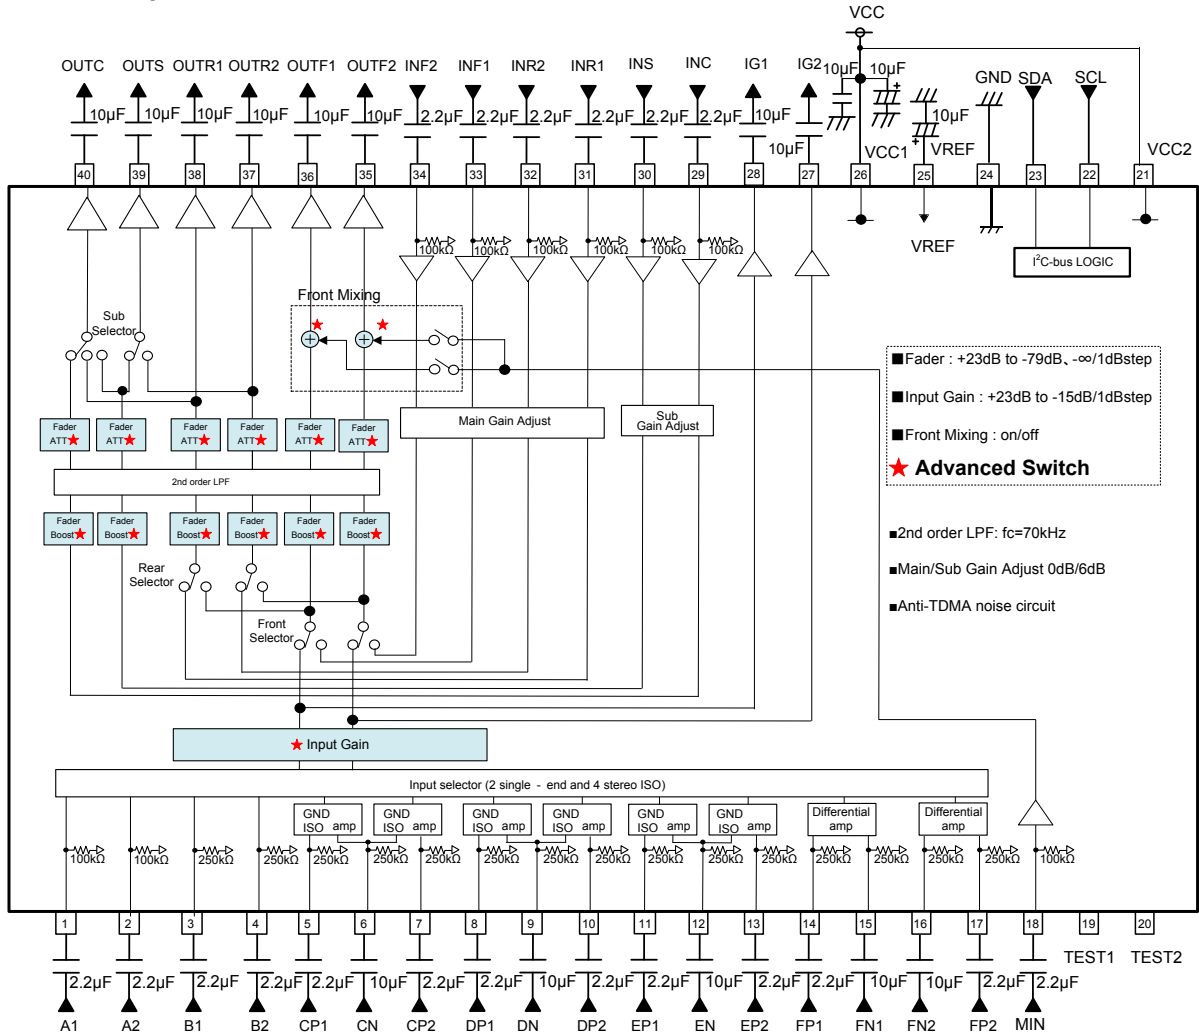 VCC
OUTC OUTS OUTR1 OUTR2 OUTF1 OUTF2 INF2 INF1 INR2 INR1 INS INC IG1 IG2 10μF 10μF GND SDA SCL
10μF 10μF 10μF 10μF 10μF 10μF 2.2μF 2.2μF 2.2μF 2.2μF 2.2μF 2.2μF 10μF 10μF 10μF
VCC1 VREF VCC2
40 39 38 37 36 35 34 33 32 31 30 29 28 27 26 25 24 23 22 21
VREF
100kΩ 100kΩ 100kΩ 100kΩ 100kΩ 100kΩ
I²C-bus LOGIC
Front Mixing
Sub
Selector
■Fader : +23dB to -79dB、-∞/1dBstep
■Input Gain : +23dB to -15dB/1dBstep
■Front Mixing : on/off
★ Advanced Switch
Main Gain Adjust
Sub
Gain Adjust
Fader Fader Fader Fader Fader Fader
ATT★ ATT★ ATT★ ATT★ ATT★ ATT★
2nd order LPF
Fader Fader Fader Fader Fader Fader
Boost★ Boost★ Boost★ Boost★ Boost★ Boost★
■2nd order LPF: fc=70kHz
■Main/Sub Gain Adjust 0dB/6dB
■Anti-TDMA noise circuit
Rear
Selector
Front
Selector
★ Input Gain
Input selector (2 single - end and 4 stereo ISO)
GND GND GND GND GND GND Differential Differential
ISO amp ISO amp ISO amp ISO amp ISO amp ISO amp amp amp
100kΩ 100kΩ 250kΩ 250kΩ 250kΩ 250kΩ 250kΩ 250kΩ 250kΩ 250kΩ 250kΩ 250kΩ 250kΩ 250kΩ 250kΩ 250kΩ 250kΩ 100kΩ
1 2 3 4 5 6 7 8 9 10 11 12 13 14 15 16 17 18 19 20
TEST1 TEST2
2.2μF 2.2μF 2.2μF 2.2μF 2.2μF 10μF 2.2μF 2.2μF 10μF 2.2μF 2.2μF 10μF 2.2μF 2.2μF 10μF 10μF 2.2μF 2.2μF
A1 A2 B1 B2 CP1 CN CP2 DP1 DN DP2 EP1 EN EP2 FP1 FN1 FN2 FP2 MIN